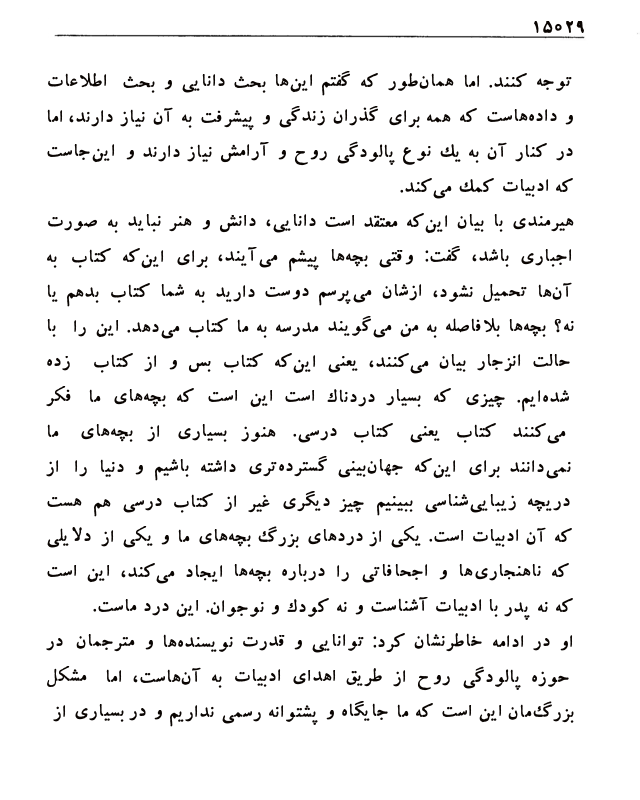 ۱۵۰۲۹
توجه کنند. اما همان‌طور که گفتم این‌ها بحث دانایی و بحث اطلاعات
و داده‌هاست که همه برای گذران زندگی و پیشرفت به آن نیاز دارند، اما
در کنار آن به یك نوع پالودگی روح و آرامش نیاز دارند و این‌جاست
که ادبیات کمك می‌کند.
هیرمندی با بیان این‌که معتقد است دانایی، دانش و هنر نباید به صورت
اجباری باشد، گفت: وقتی بچه‌ها پیشم می‌آیند، برای این‌که کتاب به
آن‌ها تحمیل نشود، ازشان می‌پرسم دوست دارید به شما کتاب بدهم یا
نه؟ بچه‌ها بلافاصله به من می‌گویند مدرسه به ما کتاب می‌دهد. این را با
حالت انزجار بیان می‌کنند، یعنی این‌که کتاب بس و از کتاب زده
شده‌ایم. چیزی که بسیار دردناك است این است که بچه‌های ما فکر
می‌کنند کتاب یعنی کتاب درسی. هنوز بسیاری از بچه‌های ما
نمی‌دانند برای این‌که جهان‌بینی گسترده‌تری داشته باشیم و دنیا را از
دریچه زیبایی‌شناسی ببینیم چیز دیگری غیر از کتاب درسی هم هست
که آن ادبیات است. یکی از دردهای بزرگ بچه‌های ما و یکی از دلایلی
که ناهنجاری‌ها و اجحافاتی را درباره بچه‌ها ایجاد می‌کند، این است
که نه پدر با ادبیات آشناست و نه کودك و نوجوان. این درد ماست.
او در ادامه خاطرنشان کرد: توانایی و قدرت نویسنده‌ها و مترجمان در
حوزه پالودگی روح از طریق اهدای ادبیات به آن‌هاست، اما مشکل
بزرگ‌مان این است که ما جایگاه و پشتوانه رسمی نداریم و در بسیاری از